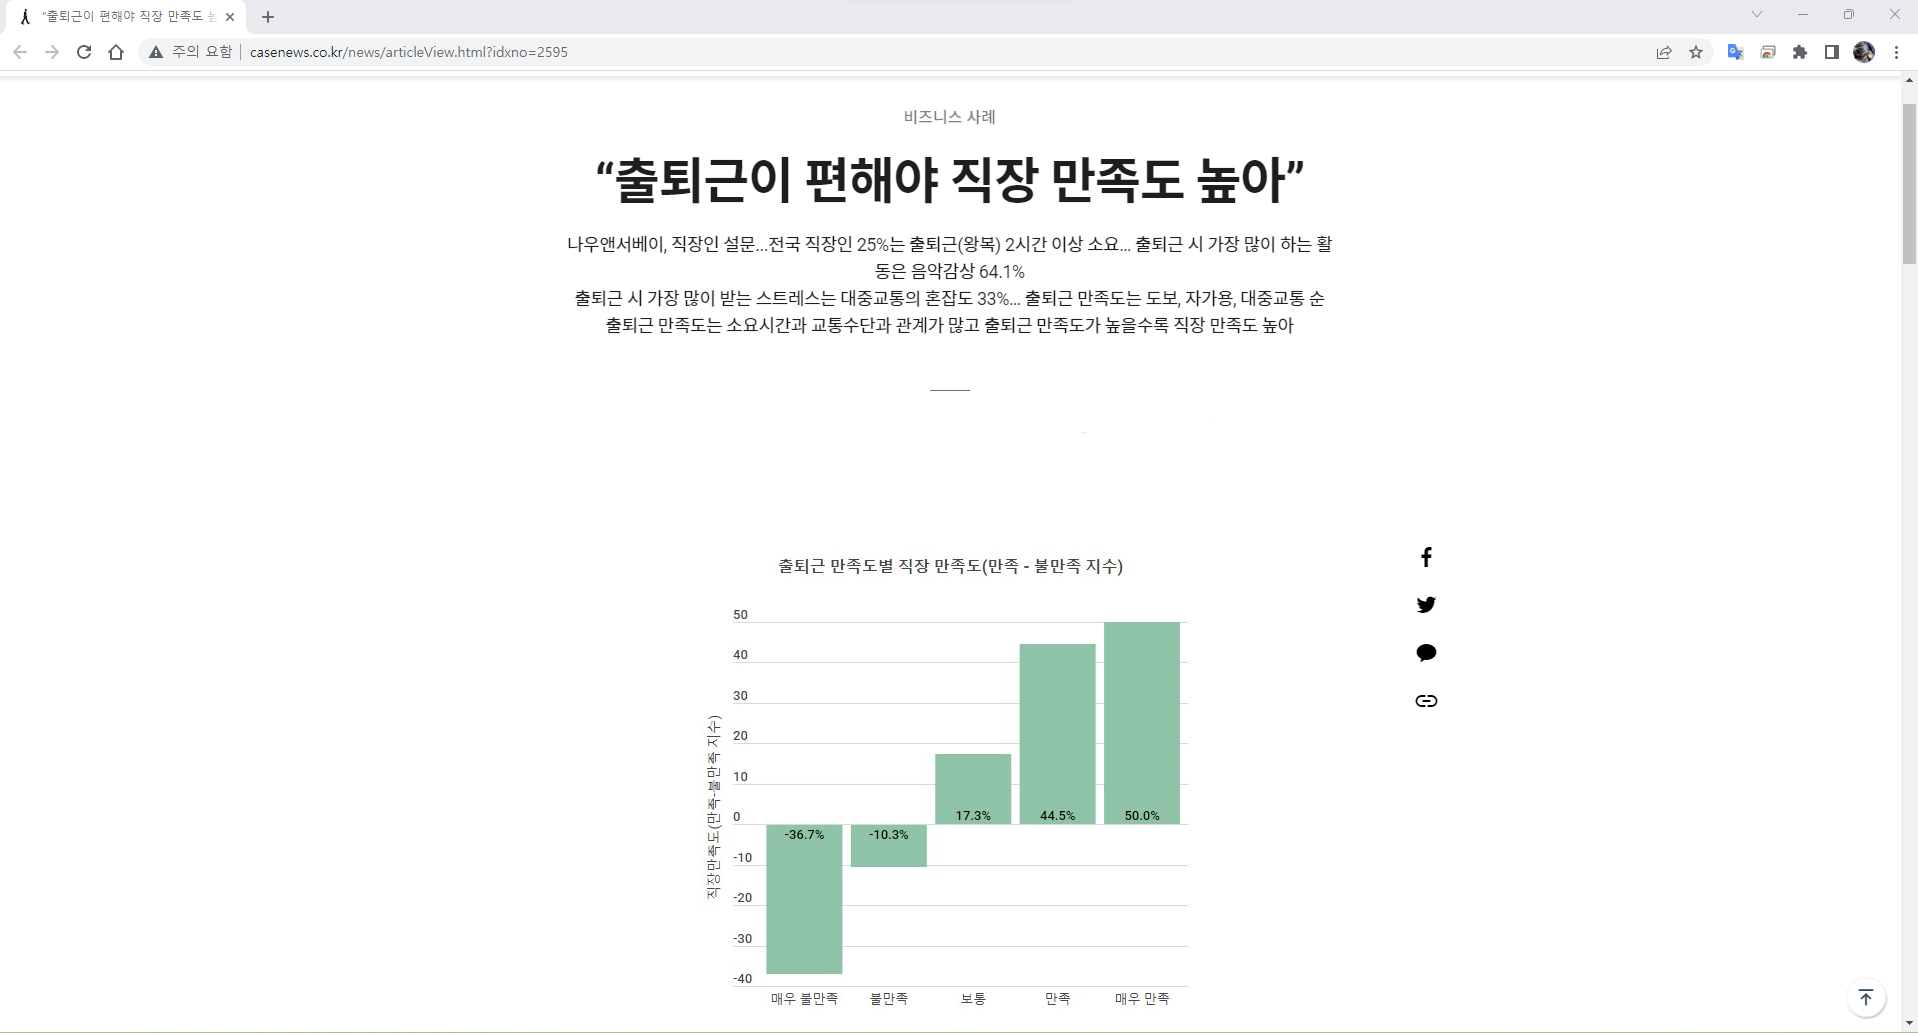 “출퇴근이 편해야 직장 만족도
주의 요함
casenews.co.kr/news/articleView.html?idxno=2595
비즈니스 사례
“출퇴근이 편해야 직장 만족도 높아”
나우앤서베이, 직장인 설문...전국 직장인 25%는 출퇴근(왕복) 2시간 이상 소요... 출퇴근 시 가장 많이 하는 활
동은 음악감상 64.1%
출퇴근 시 가장 많이 받는 스트레스는 대중교통의 혼잡도 33%... 출퇴근 만족도는 도보, 자가용, 대중교통 순
출퇴근 만족도는 소요시간과 교통수단과 관계가 많고 출퇴근 만족도가 높을수록 직장 만족도 높아
출퇴근 만족도별 직장 만족도(만족 - 불만족 지수)
직장만족도(만족-불만족 지수)
50
40
30
20
10
0
-10
-20
-30
-40
-36.7%
-10.3%
17.3%
44.5%
50.0%
매우 불만족
불만족
보통
만족
매우 만족